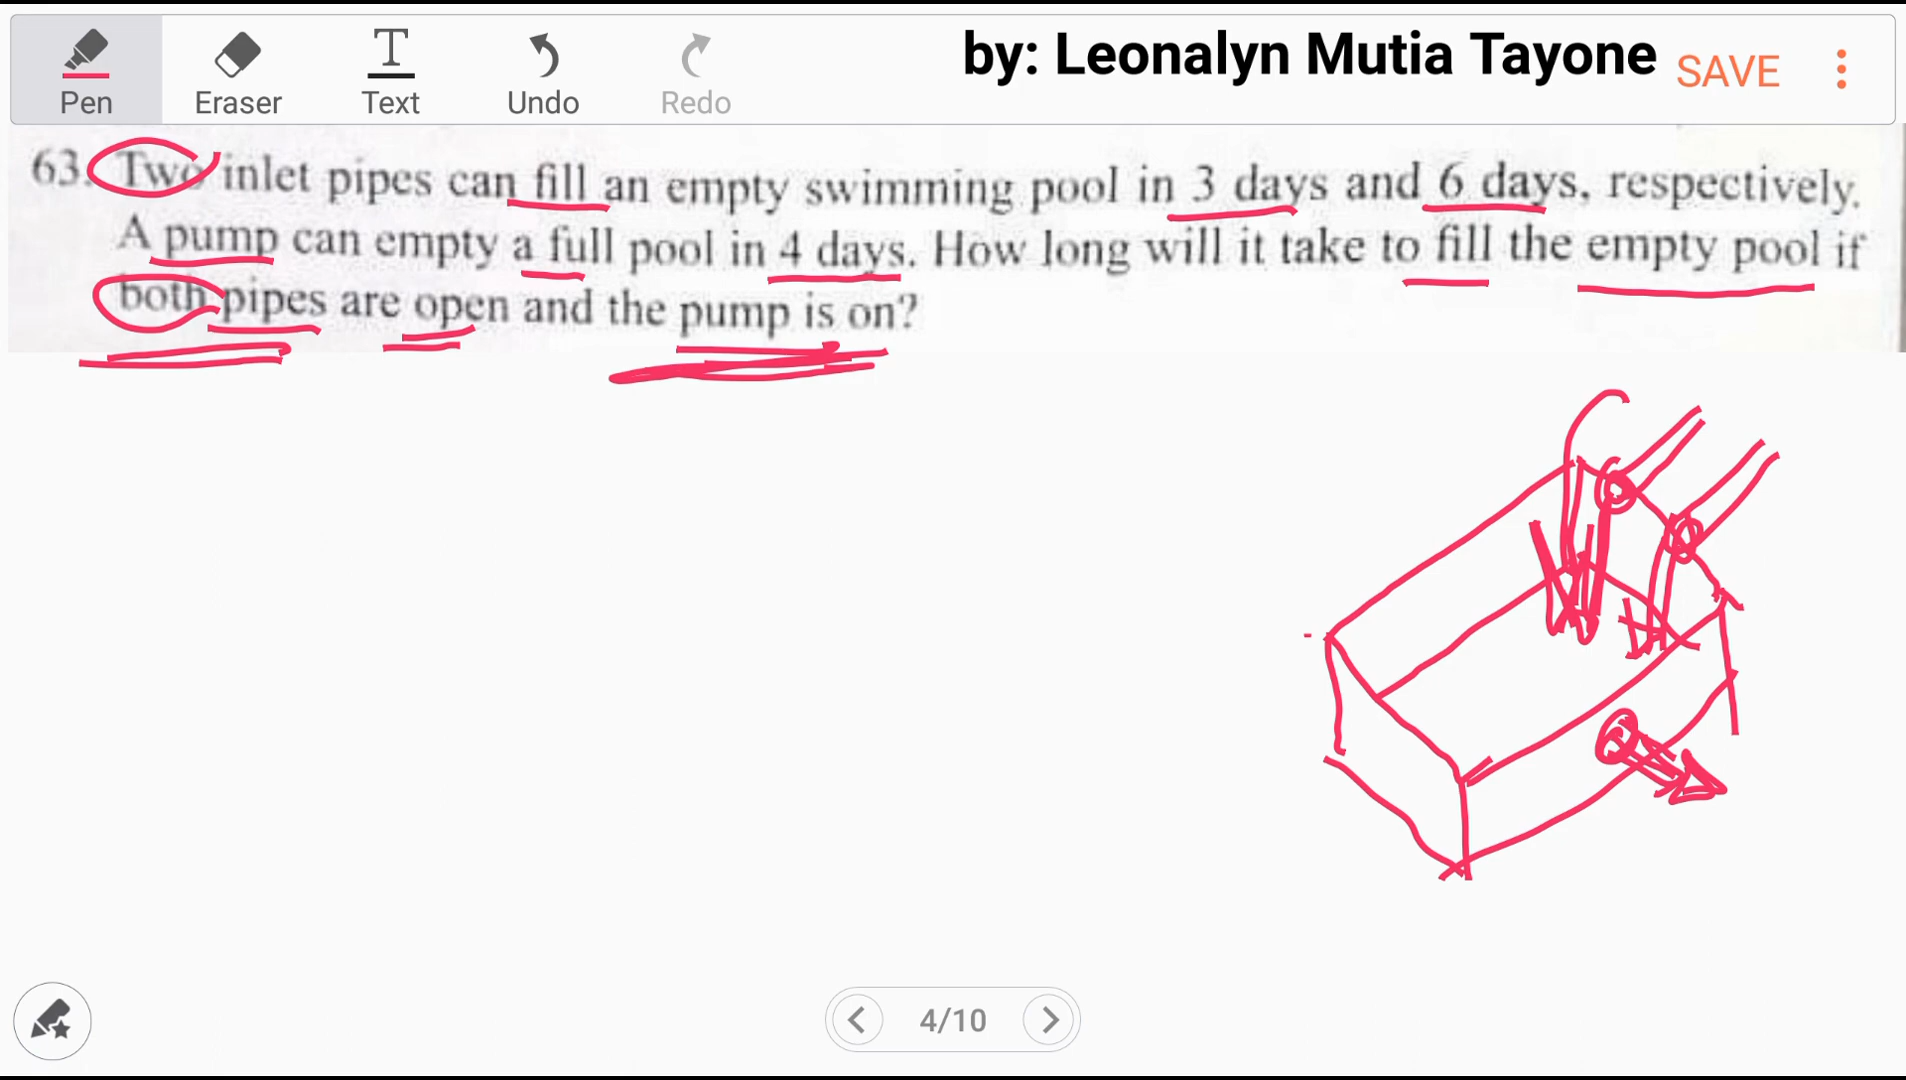 by: Leonalyn Mutia Tayone
SAVE
Pen
Eraser
Text
Undo
Redo
63. Two inlet pipes can fill an empty swimming pool in 3 days and 6 days, respectively.
A pump can empty a full pool in 4 days. How long will it take to fill the empty pool if
both pipes are open and the pump is on?
4/10